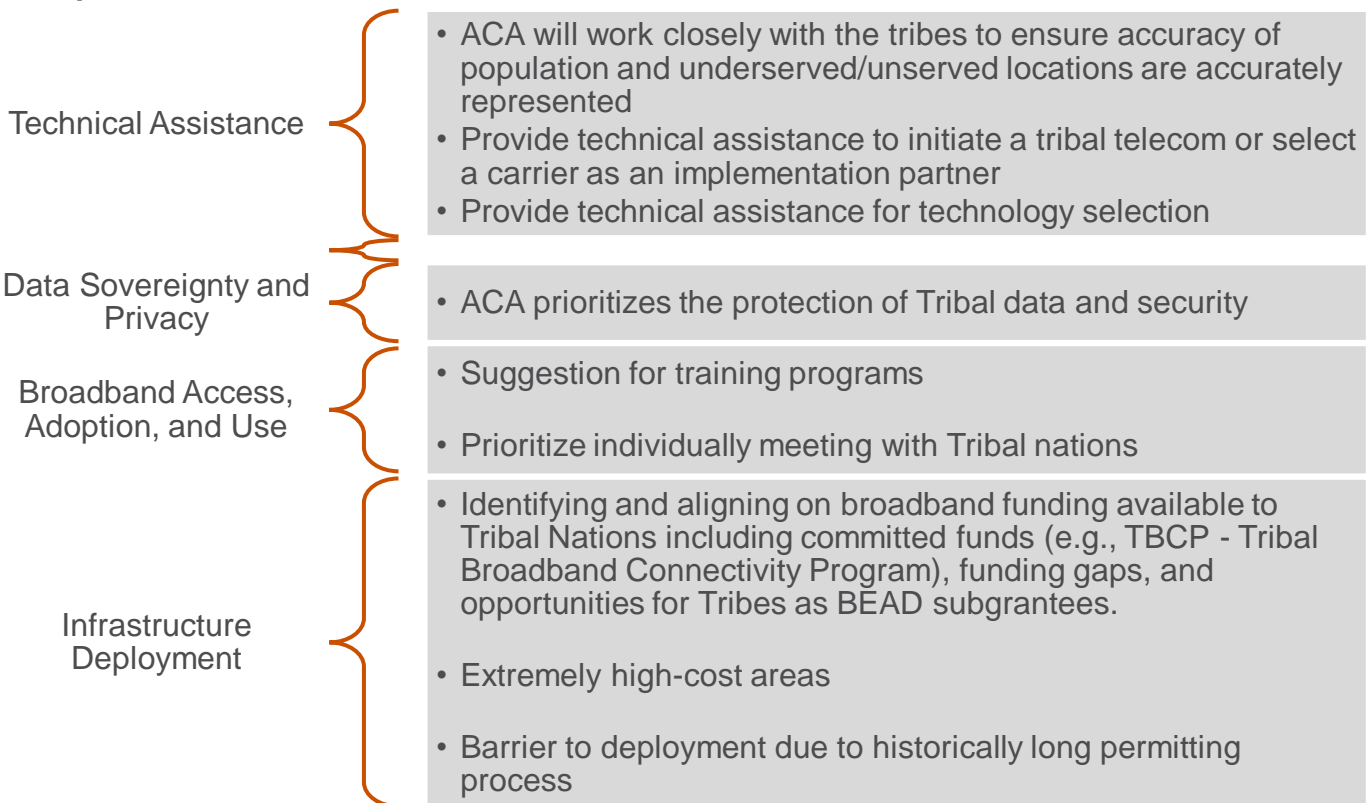 Technical Assistance
• ACA will work closely with the tribes to ensure accuracy of
population and underserved/unserved locations are accurately
represented
• Provide technical assistance to initiate a tribal telecom or select
a carrier as an implementation partner
• Provide technical assistance for technology selection
Data Sovereignty and
Privacy
• ACA prioritizes the protection of Tribal data and security
Broadband Access,
Adoption, and Use
• Suggestion for training programs
• Prioritize individually meeting with Tribal nations
Infrastructure
Deployment
• Identifying and aligning on broadband funding available to
Tribal Nations including committed funds (e.g., TBCP - Tribal
Broadband Connectivity Program), funding gaps, and
opportunities for Tribes as BEAD subgrantees.
• Extremely high-cost areas
• Barrier to deployment due to historically long permitting
process